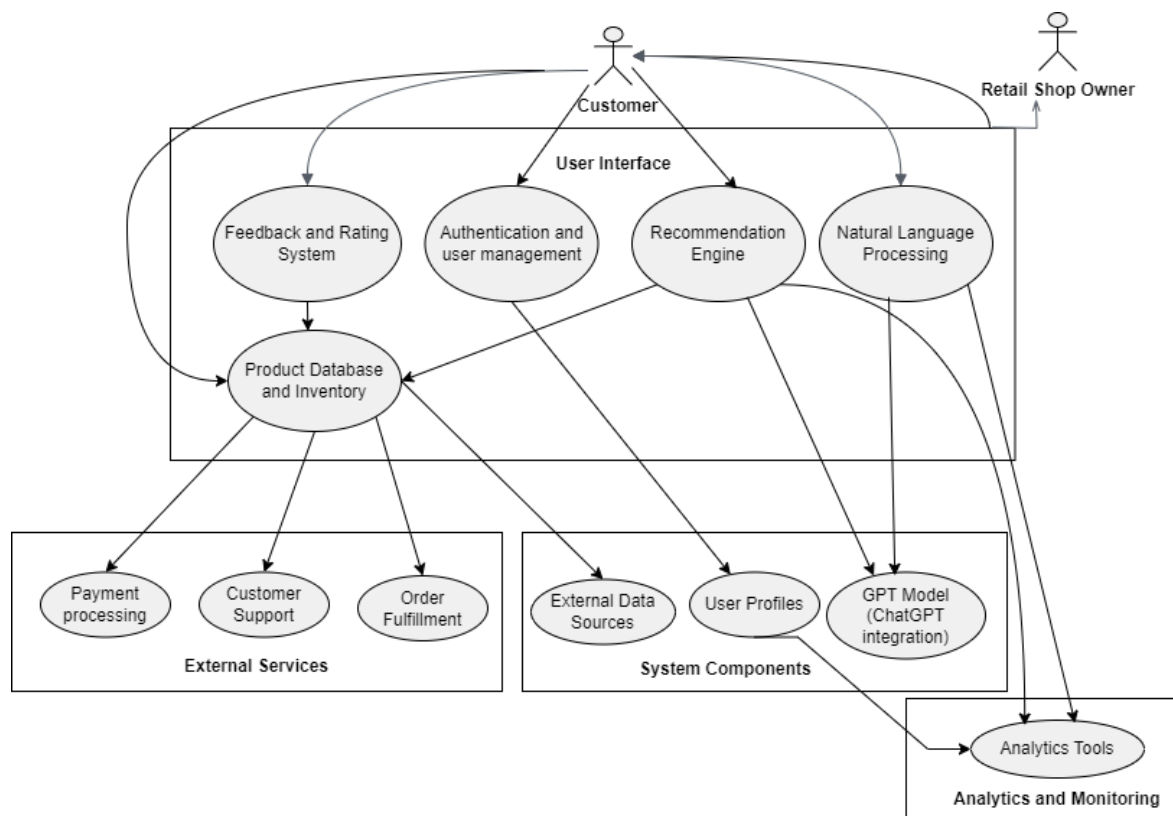 Retail Shop Owner
Customer
User Interface
Feedback and Rating
System
Authentication and
user management
Recommendation
Engine
Natural Language
Processing
Product Database
and Inventory
Payment
processing
Customer
Support
Order
Fulfillment
External Services
External Data
Sources
User Profiles
GPT Model
(ChatGPT
integration)
System Components
Analytics Tools
Analytics and Monitoring